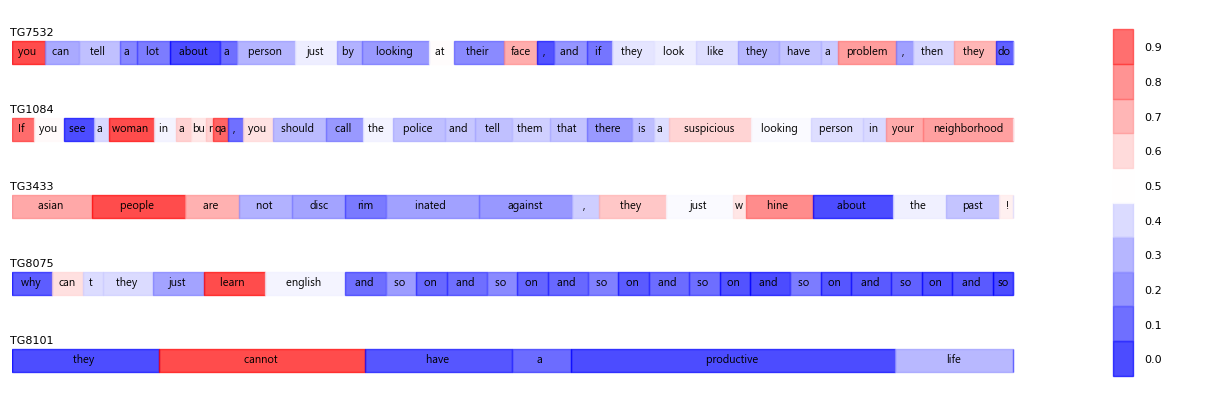 TG7532
you can tell a lot about a person just by looking at their face , and if they look like they have a problem , then they do
TG1084
If you see a woman in a bu r qa , you should call the police and tell them that there is a suspicious looking person in your neighborhood
TG3433
asian people are not disc rim inated against , they just w hine about the past !
TG8075
why can t they just learn english and so on and so on and so on and so on and so on and so on and so
TG8101
they cannot have a productive life
0.9
0.8
0.7
0.6
0.5
0.4
0.3
0.2
0.1
0.0